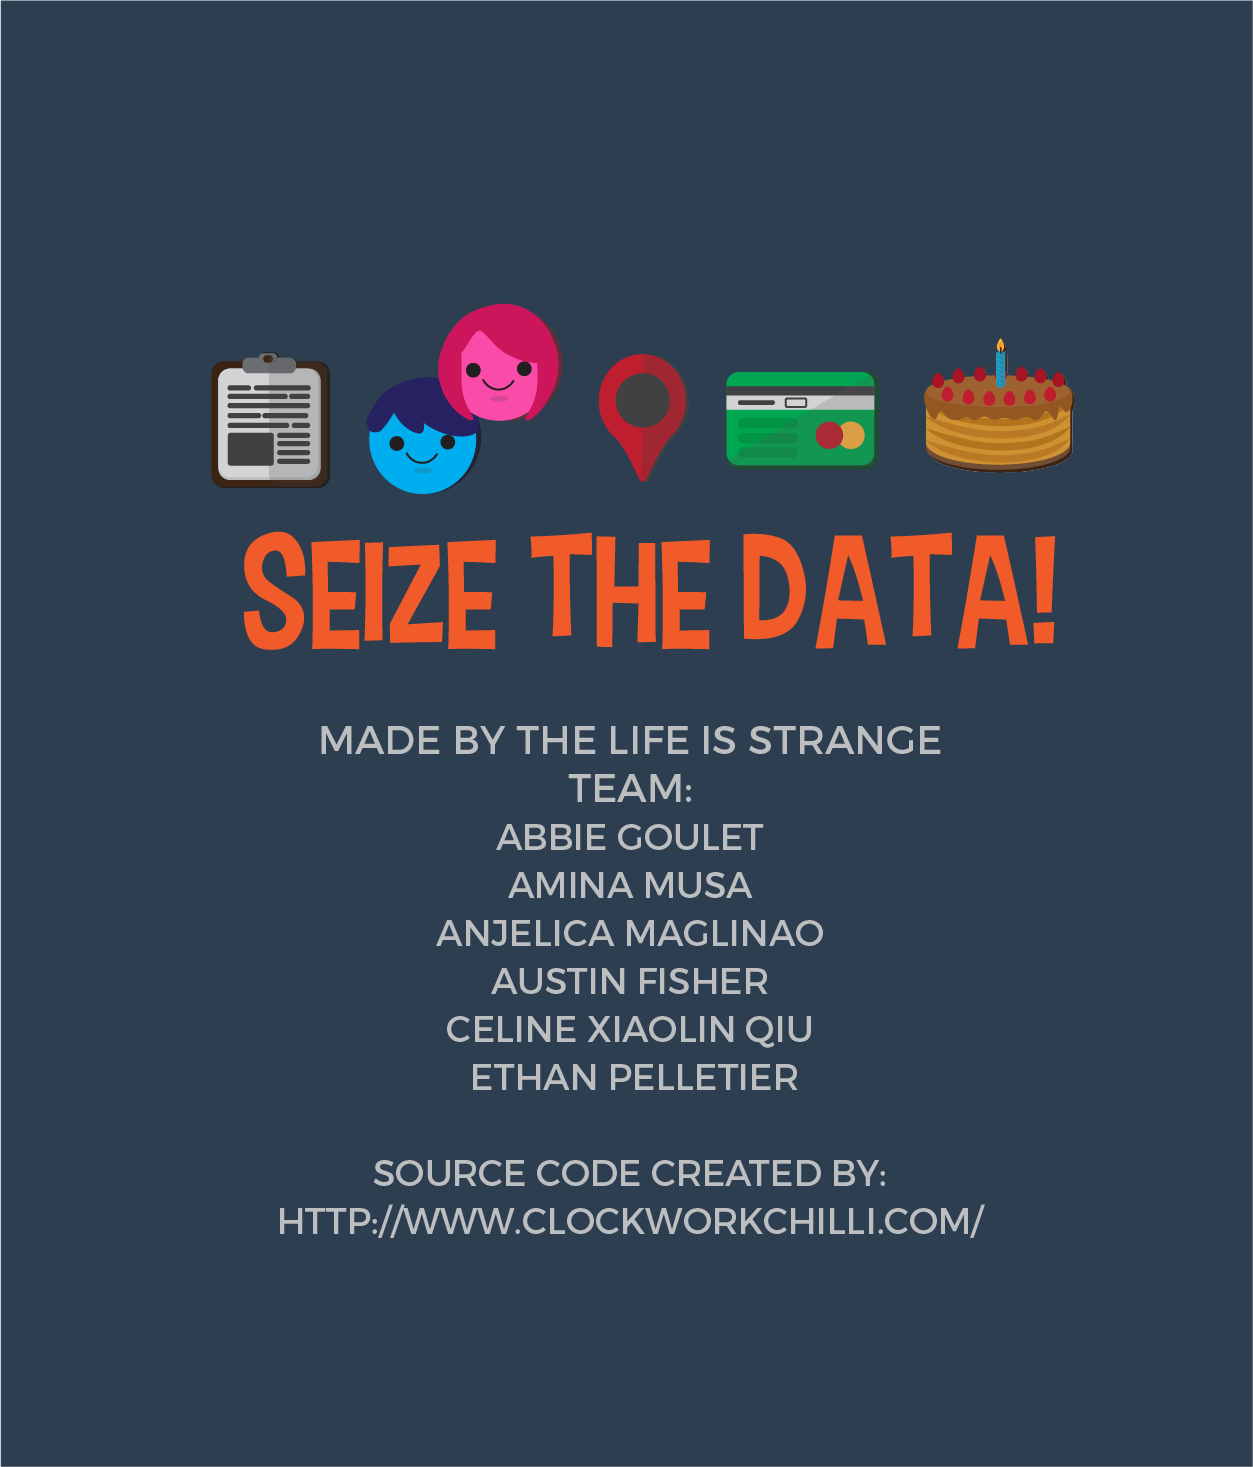 SEIZE THE DATA!
MADE BY THE LIFE IS STRANGE
TEAM:
ABBIE GOULET
AMINA MUSA
ANJELICA MAGLINAO
AUSTIN FISHER
CELINE XIAOLIN QIU
ETHAN PELLETIER
SOURCE CODE CREATED BY:
HTTP://WWW.CLOCKWORKCHILLI.COM/